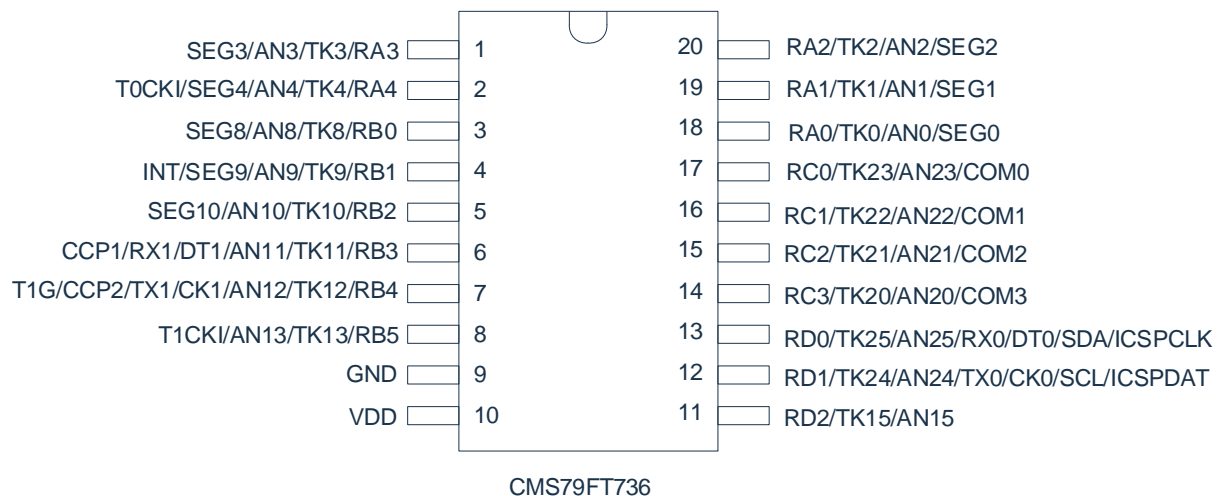 SEG3/AN3/TK3/RA3 1 20 RA2/TK2/AN2/SEG2
T0CKI/SEG4/AN4/TK4/RA4 2 19 RA1/TK1/AN1/SEG1
SEG8/AN8/TK8/RB0 3 18 RA0/TK0/AN0/SEG0
INT/SEG9/AN9/TK9/RB1 4 17 RC0/TK23/AN23/COM0
SEG10/AN10/TK10/RB2 5 16 RC1/TK22/AN22/COM1
CCP1/RX1/DT1/AN11/TK11/RB3 6 15 RC2/TK21/AN21/COM2
T1G/CCP2/TX1/CK1/AN12/TK12/RB4 7 14 RC3/TK20/AN20/COM3
T1CKI/AN13/TK13/RB5 8 13 RD0/TK25/AN25/RX0/DT0/SDA/ICSPCLK
GND 9 12 RD1/TK24/AN24/TX0/CK0/SCL/ICSPDAT
VDD 10 11 RD2/TK15/AN15
CMS79FT736